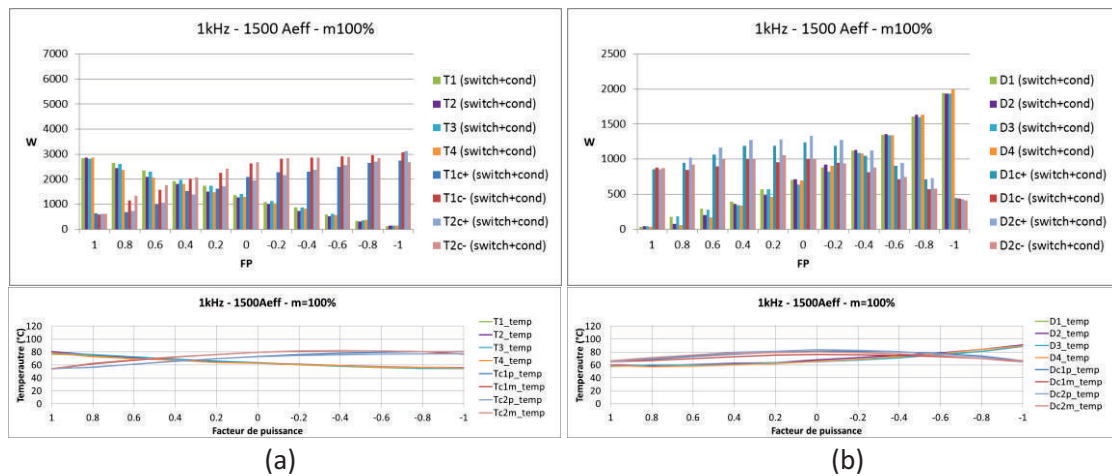 1kHz - 1500 Aeff - m100%
7000
6000
5000
4000
W
3000
2000
1000
0
1 0.8 0.6 0.4 0.2 0 -0.2 -0.4 -0.6 -0.8 -1
FP
T1 (switch+cond)
T2 (switch+cond)
T3 (switch+cond)
T4 (switch+cond)
T1c+ (switch+cond)
T1c- (switch+cond)
T2c+ (switch+cond)
T2c- (switch+cond)
1kHz - 1500 Aeff - m100%
2500
2000
1500
W
1000
500
0
1 0.8 0.6 0.4 0.2 0 -0.2 -0.4 -0.6 -0.8 -1
FP
D1 (switch+cond)
D2 (switch+cond)
D3 (switch+cond)
D4 (switch+cond)
D1c+ (switch+cond)
D1c- (switch+cond)
D2c+ (switch+cond)
D2c- (switch+cond)
1kHz - 1500Aeff - m=100%
Temperautre (°C)
120
100
80
60
40
20
0
1 0.8 0.6 0.4 0.2 0 -0.2 -0.4 -0.6 -0.8 -1
Facteur de puissance
T1_temp
T2_temp
T3_temp
T4_temp
Tc1p_temp
Tc1m_temp
Tc2p_temp
Tc2m_temp
1kHz - 1500Aeff - m=100%
Temperautre (°C)
120
100
80
60
40
20
0
1 0.8 0.6 0.4 0.2 0 -0.2 -0.4 -0.6 -0.8 -1
Facteur de puissance
D1_temp
D2_temp
D3_temp
D4_temp
Dc1p_temp
Dc1m_temp
Dc2p_temp
Dc2m_temp
(a)
(b)